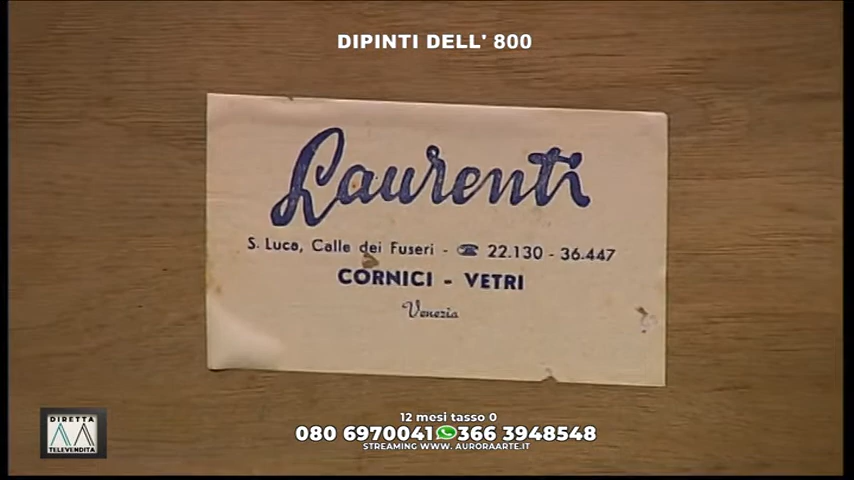 DIPINTI DELL' 800
Laurenti
S. Luca, Calle dei Fuseri - ☎ 22.130 - 36.447
CORNICI - VETRI
Venezia
12 mesi tasso 0
080 6970041 366 3948548
STREAMING WWW. AURORAARTE.IT
DIRETTA
TELEVENDITA